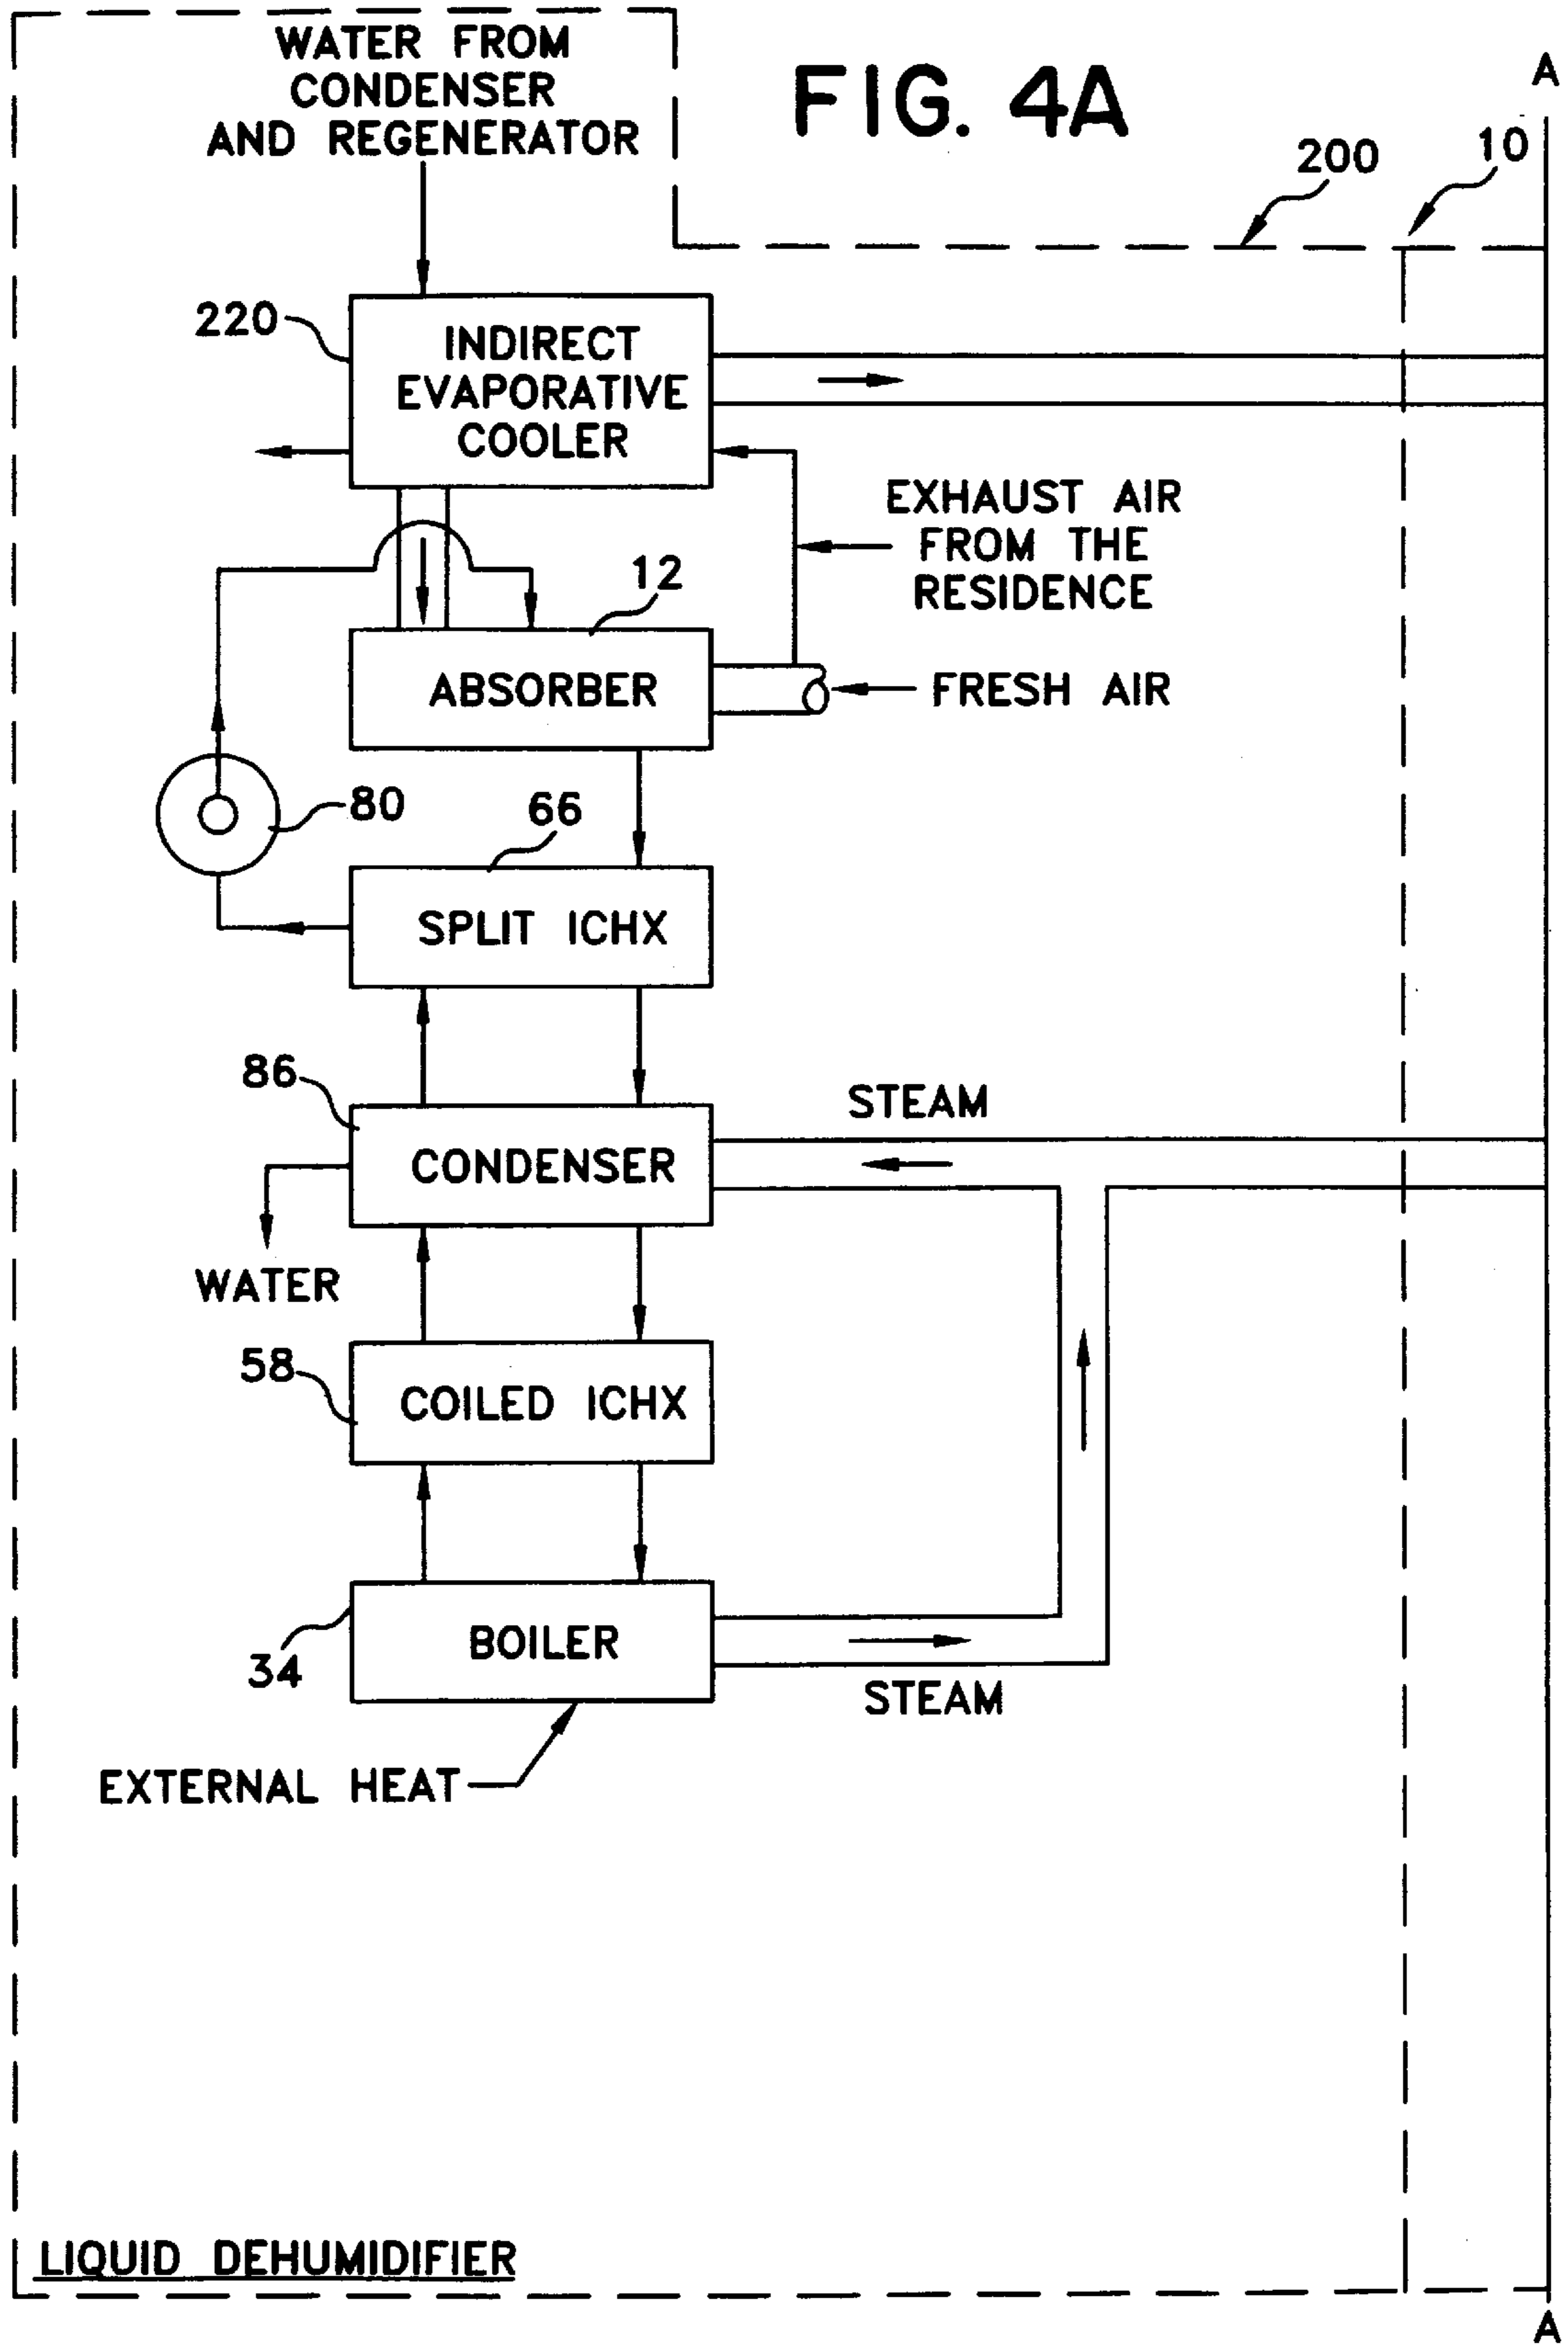 WATER FROM
CONDENSER
AND REGENERATOR
FIG. 4A
A
200
10
220
INDIRECT
EVAPORATIVE
COOLER
EXHAUST AIR
FROM THE
RESIDENCE
12
ABSORBER
FRESH AIR
80
66
SPLIT ICHX
86
STEAM
CONDENSER
WATER
58
COILED ICHX
34
BOILER
STEAM
EXTERNAL HEAT
LIQUID DEHUMIDIFIER
A